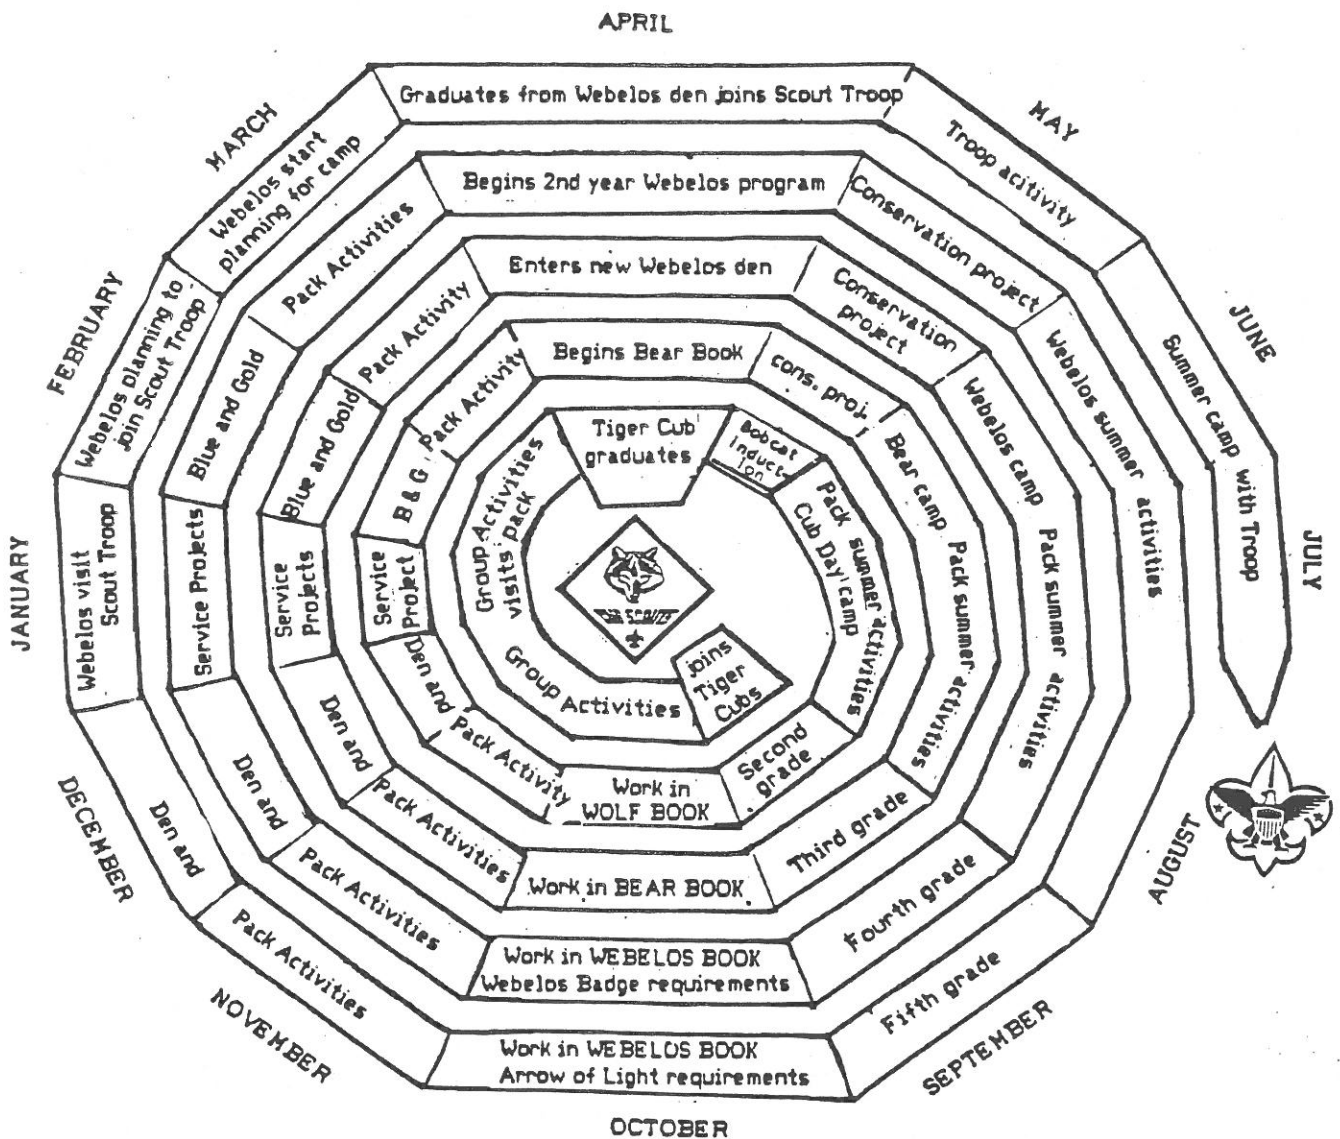 APRIL
MAY
JUNE
JULY
AUGUST
SEPTEMBER
OCTOBER
NOVEMBER
DECEMBER
JANUARY
FEBRUARY
MARCH
joins
Tiger
Cubs
Group Activities
Group Activities
visits pack
Tiger Cub
graduates
Bobcat
Induct-
ion
Pack summer activities
Cub Day camp
Second
grade
Work in
WOLF BOOK
Den and
Pack Activity
Service
Project
B & G
Pack Activity
Begins Bear Book
cons. proj.
Bear camp
Pack summer activities
Third grade
Work in BEAR BOOK
Den and
Pack Activities
Service
Projects
Blue and Gold
Pack Activity
Enters new Webelos den
Conservation
project
Webelos camp
Pack summer activities
Fourth grade
Work in WEBELOS BOOK
Webelos Badge requirements
Den and
Pack Activities
Service Projects
Blue and Gold
Pack Activities
Begins 2nd year Webelos program
Conservation project
Webelos summer activities
Fifth grade
Work in WEBELOS BOOK
Arrow of Light requirements
Den and
Pack Activities
Webelos visit
Scout Troop
Webelos planning to
join Scout Troop
Webelos start
planning for camp
Graduates from Webelos den joins Scout Troop
Troop acitivity
Summer camp with Troop